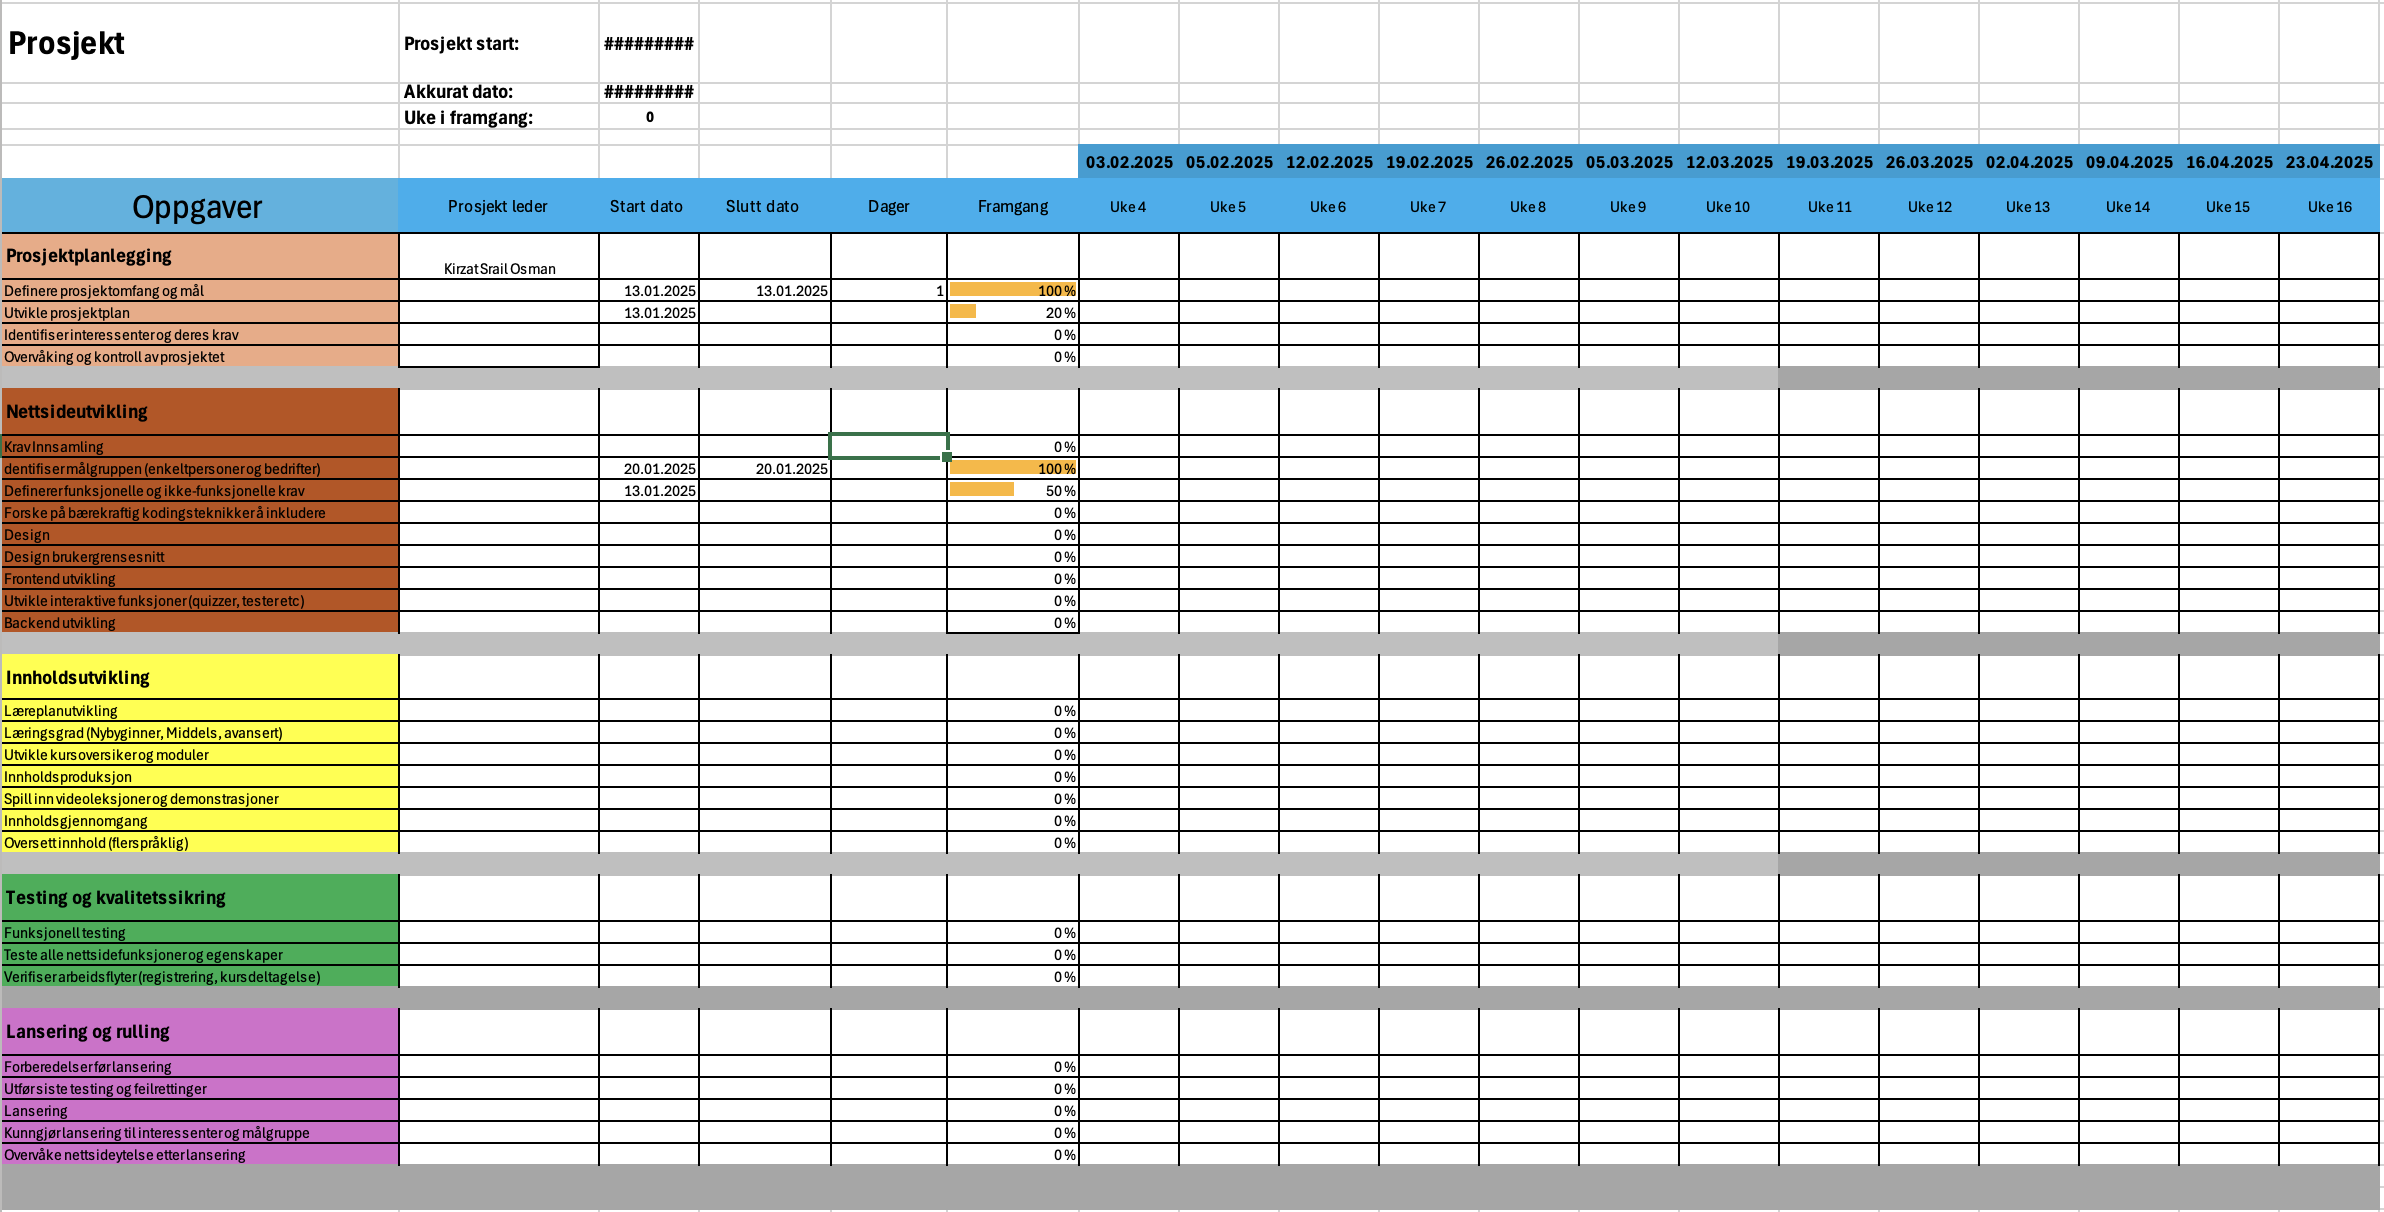 Prosjekt Prosjekt start: #########
Akkurat dato: #########
Uke i framgang: 0
03.02.2025 05.02.2025 12.02.2025 19.02.2025 26.02.2025 05.03.2025 12.03.2025 19.03.2025 26.03.2025 02.04.2025 09.04.2025 16.04.2025 23.04.2025
Oppgaver Prosjekt leder Start dato Slutt dato Dager Framgang Uke 4 Uke 5 Uke 6 Uke 7 Uke 8 Uke 9 Uke 10 Uke 11 Uke 12 Uke 13 Uke 14 Uke 15 Uke 16
Prosjektplanlegging Kirzat Srail Osman
Definere prosjektomfang og mål 13.01.2025 13.01.2025 1 100 %
Utvikle prosjektplan 13.01.2025 20 %
Identifiser interessenter og deres krav 0 %
Overvåking og kontroll av prosjektet 0 %
Nettsideutvikling
Krav Innsamling 0 %
dentifiser målgruppen (enkeltpersoner og bedrifter) 20.01.2025 20.01.2025 100 %
Definerer funksjonelle og ikke-funksjonelle krav 13.01.2025 50 %
Forske på bærekraftig kodingsteknikker å inkludere 0 %
Design 0 %
Design brukergrensesnitt 0 %
Frontend utvikling 0 %
Utvikle interaktive funksjoner (quizzer, tester etc) 0 %
Backend utvikling 0 %
Innholdsutvikling
Læreplanutvikling 0 %
Læringsgrad (Nybyginner, Middels, avansert) 0 %
Utvikle kursoversiker og moduler 0 %
Innholdsproduksjon 0 %
Spill inn videoleksjoner og demonstrasjoner 0 %
Innholdsgjennomgang 0 %
Oversett innhold (flerspråklig) 0 %
Testing og kvalitetssikring
Funksjonell testing 0 %
Teste alle nettsidefunksjoner og egenskaper 0 %
Verifiser arbeidsflyter (registrering, kursdeltagelse) 0 %
Lansering og rulling
Forberedelser før lansering 0 %
Utfør siste testing og feilrettinger 0 %
Lansering 0 %
Kunngjør lansering til interessenter og målgruppe 0 %
Overvåke nettsideytelse etter lansering 0 %